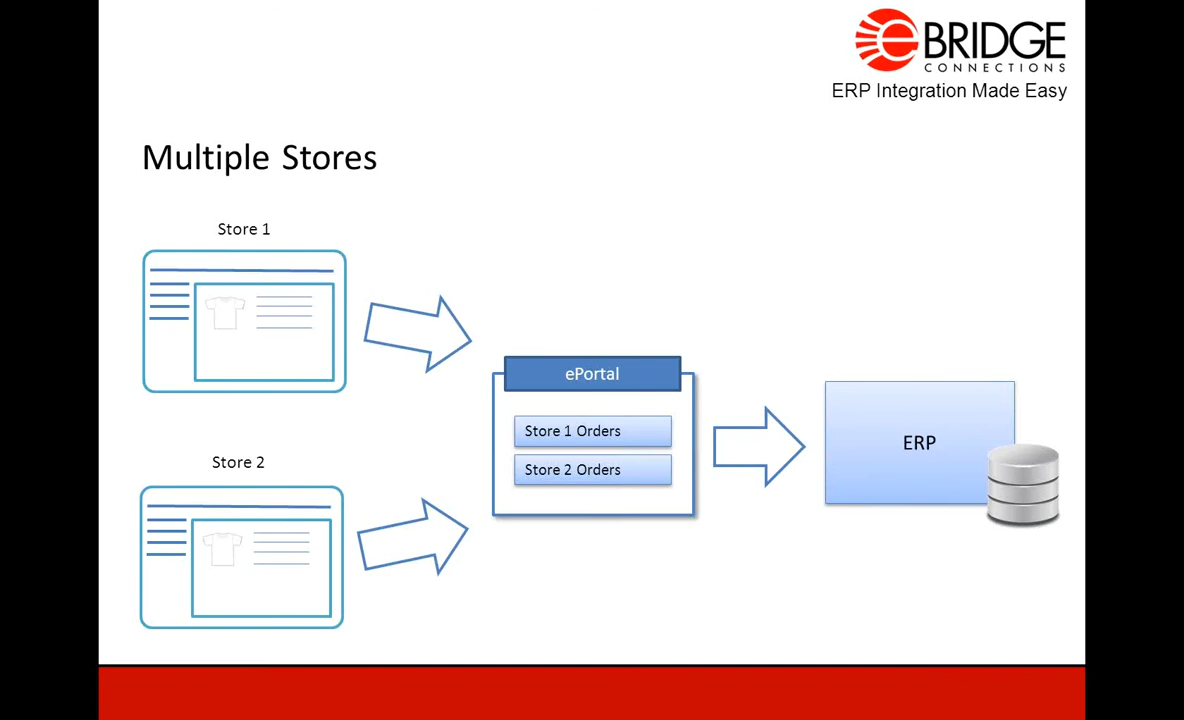 eBRIDGE
CONNECTIONS
ERP Integration Made Easy
Multiple Stores
Store 1
ePortal
Store 1 Orders
ERP
Store 2
Store 2 Orders